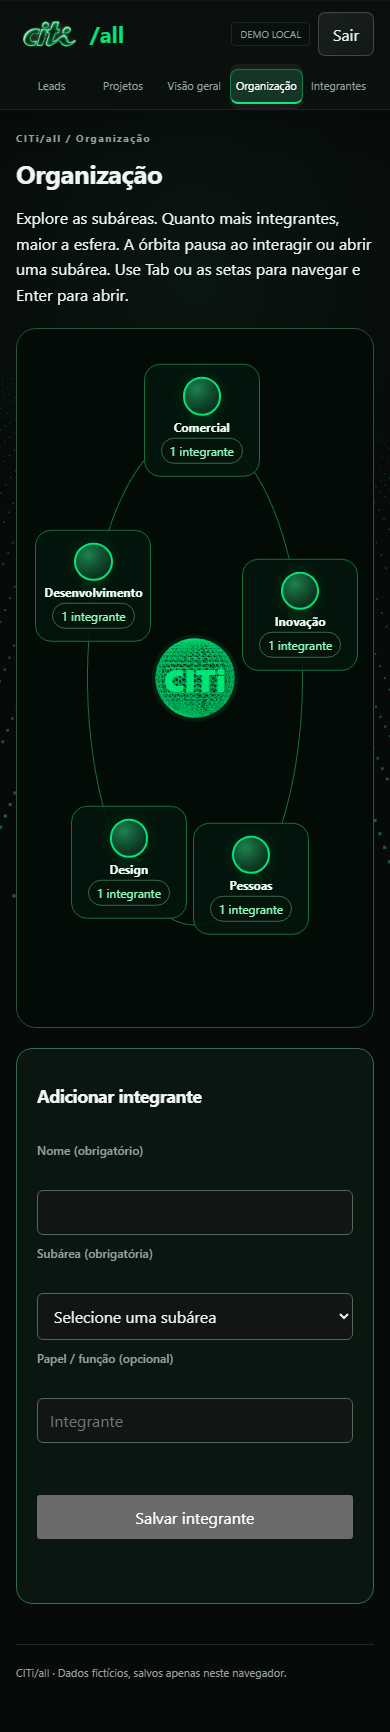 citi /all
DEMO LOCAL
Sair
Leads
Projetos
Visão geral
Organização
Integrantes
CITi/all / Organização
Organização
Explore as subáreas. Quanto mais integrantes,
maior a esfera. A órbita pausa ao interagir ou abrir
uma subárea. Use Tab ou as setas para navegar e
Enter para abrir.
Comercial
1 integrante
Desenvolvimento
1 integrante
Inovação
1 integrante
CITi
Design
1 integrante
Pessoas
1 integrante
Adicionar integrante
Nome (obrigatório)
Subárea (obrigatória)
Selecione uma subárea
Papel / função (opcional)
Integrante
Salvar integrante
CITi/all · Dados fictícios, salvos apenas neste navegador.